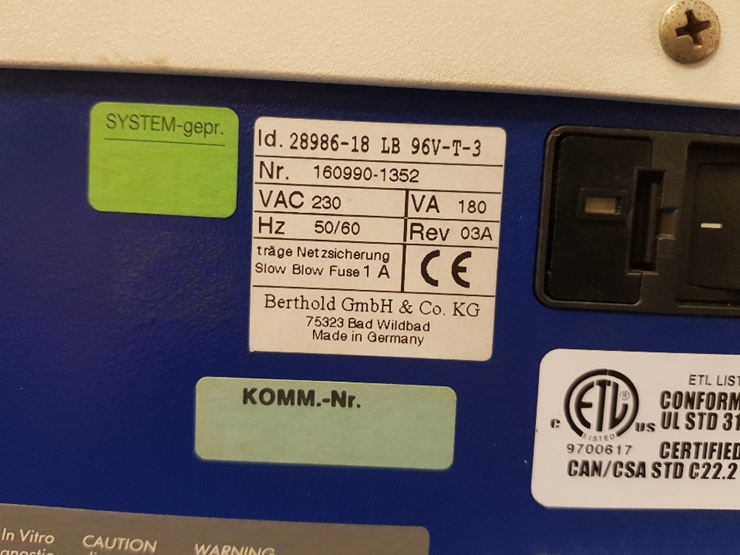 SYSTEM-gepr.
Id. 28986-18 LB 96V-T-3
Nr. 160990-1352
VAC 230 VA 180
Hz 50/60 Rev 03A
träge Netzsicherung
Slow Blow Fuse 1 A
CE
Berthold GmbH & Co. KG
75323 Bad Wildbad
Made in Germany
KOMM.-Nr.
ETL LIST
CONFORM
UL STD 31
c ETL ® us
LISTED
9700617 CERTIFIED
CAN/CSA STD C22.2
In Vitro CAUTION WARNING